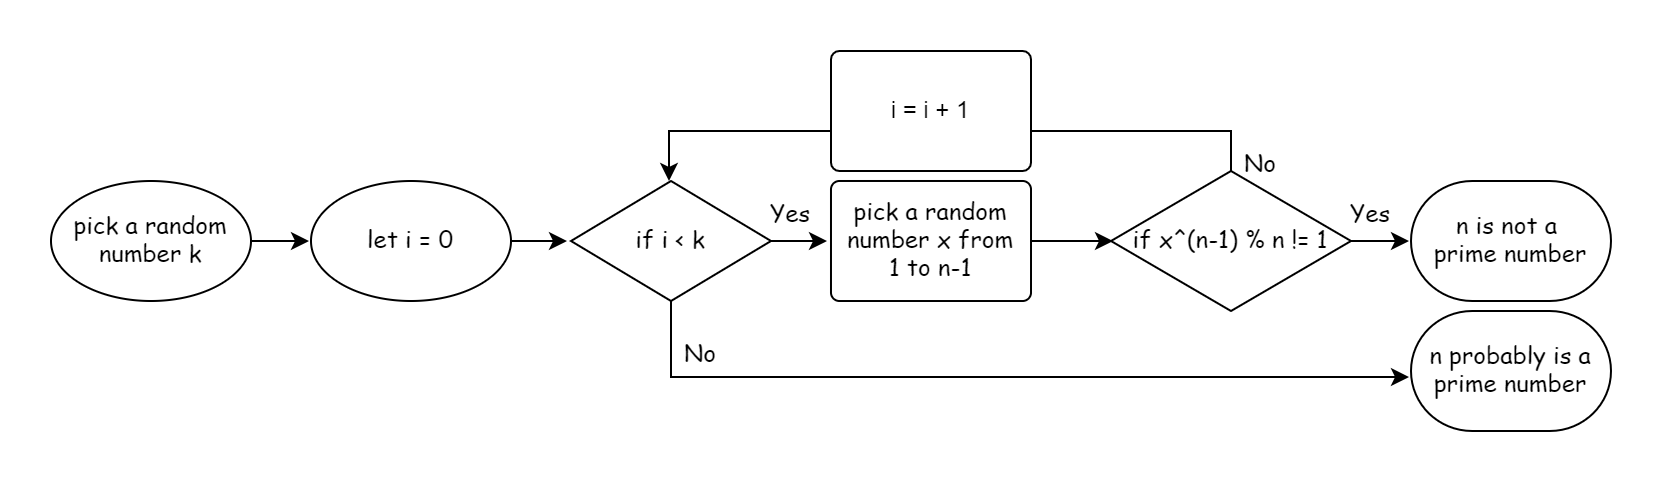 pick a random
number k
let i = 0
if i < k
Yes
No
i = i + 1
pick a random
number x from
1 to n-1
if x^(n-1) % n != 1
No
Yes
n is not a
prime number
n probably is a
prime number